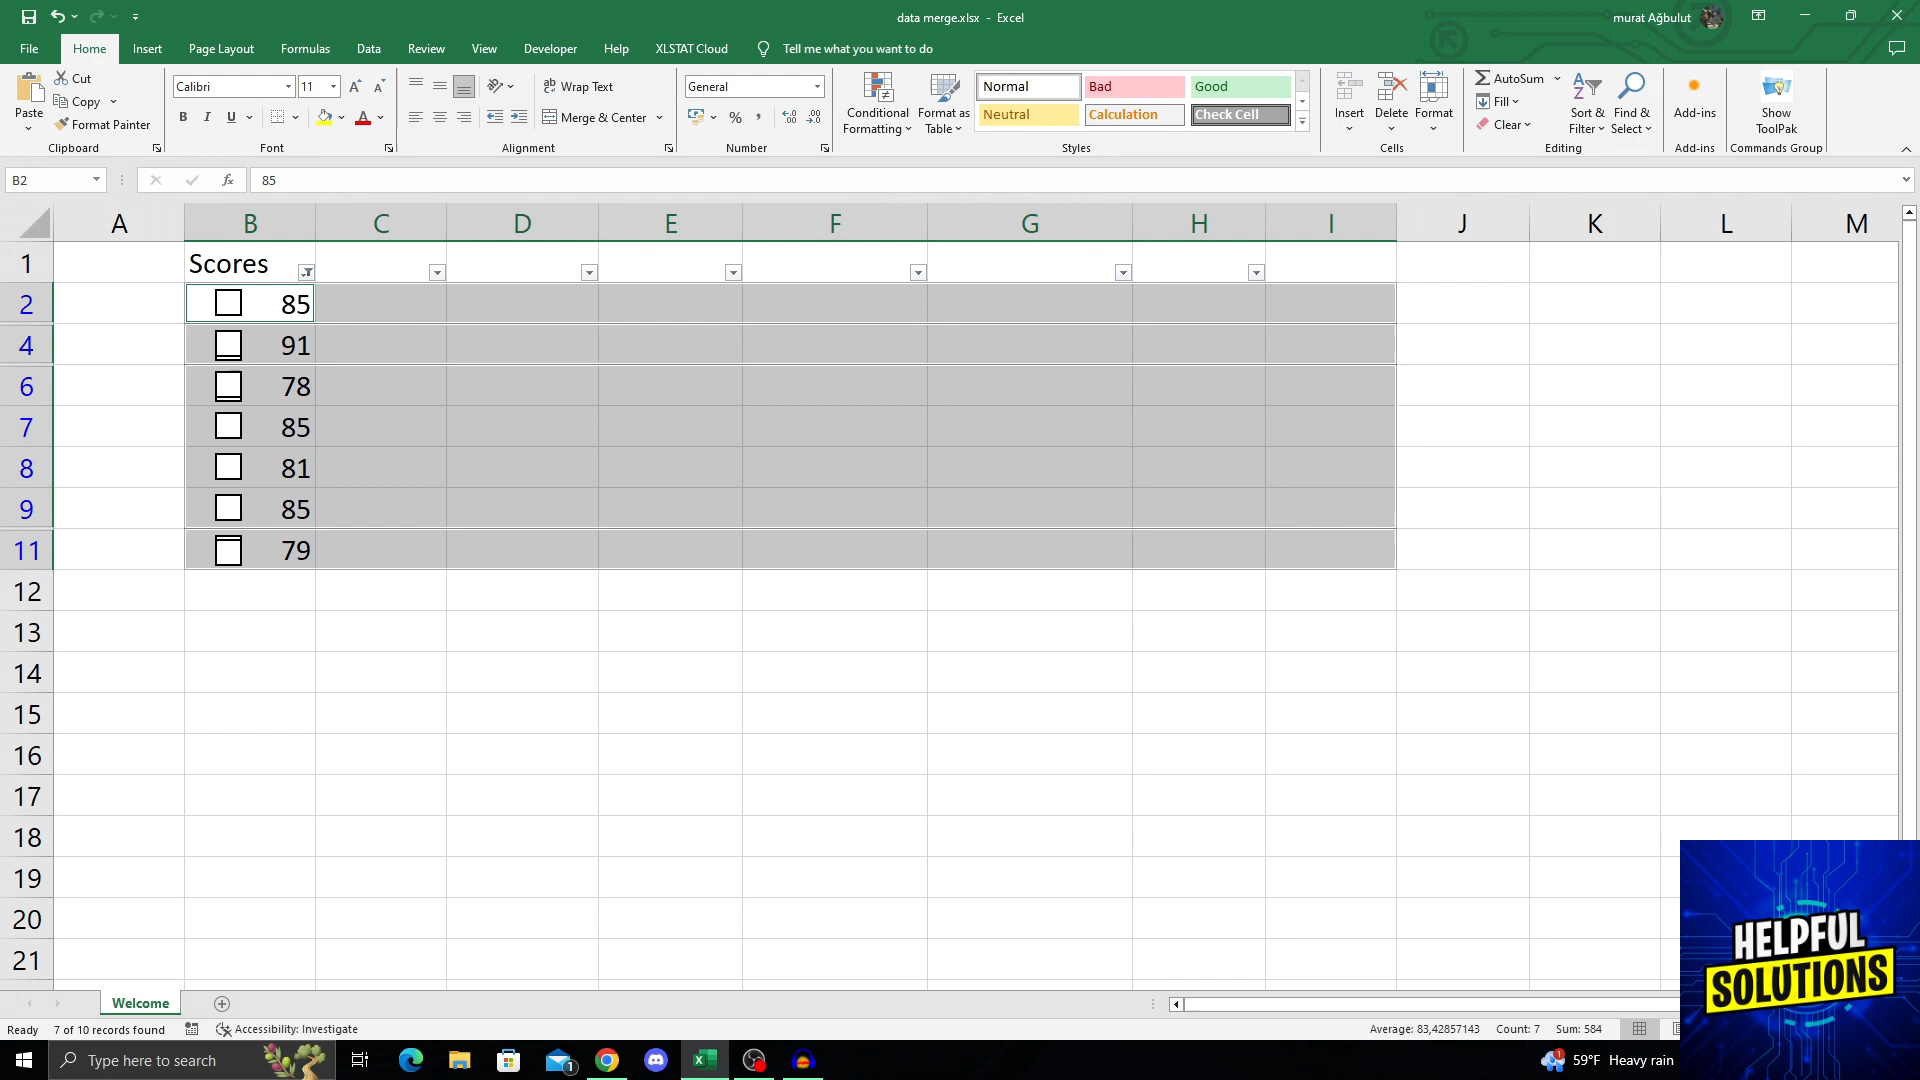 data merge.xlsx - Excel
murat Ağbulut
File Home Insert Page Layout Formulas Data Review View Developer Help XLSTAT Cloud Tell me what you want to do
Paste
Cut
Copy
Format Painter
Clipboard
Calibri 11
B I U
Font
Wrap Text
Merge & Center
Alignment
General
Number
Conditional Formatting
Format as Table
Normal Bad Good
Neutral Calculation Check Cell
Styles
Insert Delete Format
Cells
AutoSum
Fill
Clear
Sort & Filter
Find & Select
Editing
Add-ins
Add-ins
Show ToolPak
Commands Group
B2 fx 85
A B C D E F G H I J K L M
1 Scores
2 85
4 91
6 78
7 85
8 81
9 85
11 79
12
13
14
15
16
17
18
19
20
21
Welcome
Ready 7 of 10 records found Accessibility: Investigate Average: 83,42857143 Count: 7 Sum: 584
Type here to search
1
1
59°F Heavy rain
HELPFUL
SOLUTIONS